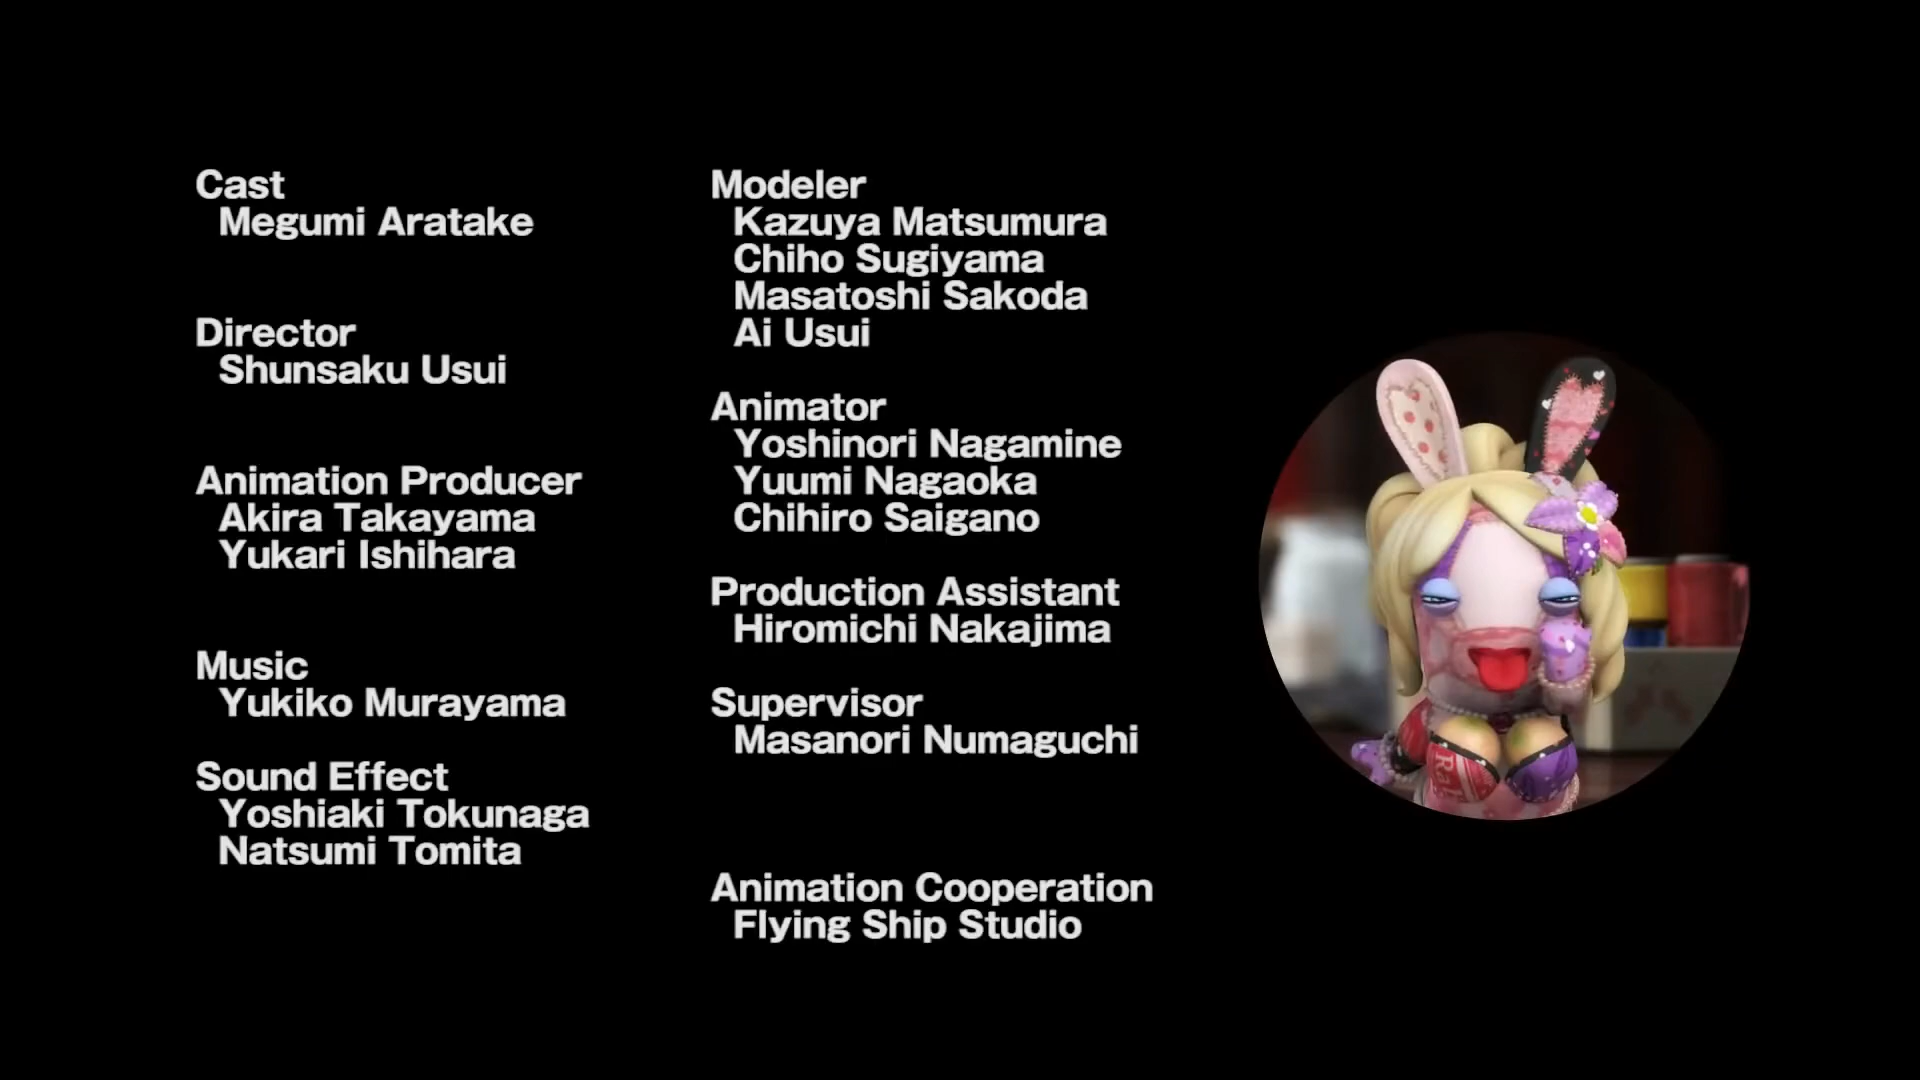 Cast
Megumi Aratake
Director
Shunsaku Usui
Animation Producer
Akira Takayama
Yukari Ishihara
Music
Yukiko Murayama
Sound Effect
Yoshiaki Tokunaga
Natsumi Tomita
Modeler
Kazuya Matsumura
Chiho Sugiyama
Masatoshi Sakoda
Ai Usui
Animator
Yoshinori Nagamine
Yuumi Nagaoka
Chihiro Saigano
Production Assistant
Hiromichi Nakajima
Supervisor
Masanori Numaguchi
Animation Cooperation
Flying Ship Studio